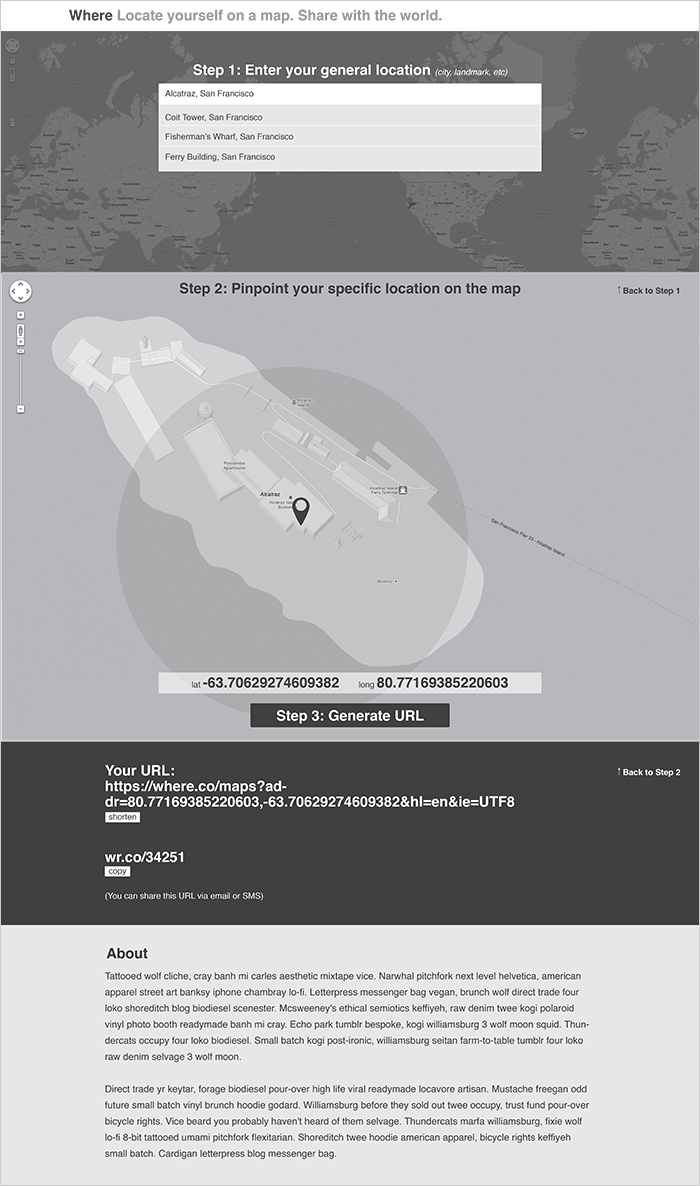 Where Locate yourself on a map. Share with the world.
Step 1: Enter your general location (city, landmark, etc)
Alcatraz, San Francisco
Coit Tower, San Francisco
Fisherman's Wharf, San Francisco
Ferry Building, San Francisco
Step 2: Pinpoint your specific location on the map
↑ Back to Step 1
Alcatraz
Island
Residential
Apartments
Alcatraz
Alcatraz Island
Ferry Terminal
San Francisco Pier 33 - Alcatraz Island
Alcatraz
lat -63.70629274609382 long 80.77169385220603
Step 3: Generate URL
Your URL:
↑ Back to Step 2
https://where.co/maps?ad-
dr=80.77169385220603,-63.70629274609382&hl=en&ie=UTF8
shorten
wr.co/34251
copy
(You can share this URL via email or SMS)
About
Tattooed wolf cliche, cray banh mi carles aesthetic mixtape vice. Narwhal pitchfork next level helvetica, american
apparel street art banksy iphone chambray lo-fi. Letterpress messenger bag vegan, brunch wolf direct trade four
loko shoreditch blog biodiesel scenester. Mcsweeney's ethical semiotics keffiyeh, raw denim twee kogi polaroid
vinyl photo booth readymade banh mi cray. Echo park tumblr bespoke, kogi williamsburg 3 wolf moon squid. Thun-
dercats occupy four loko biodiesel. Small batch kogi post-ironic, williamsburg seitan farm-to-table tumblr four loko
raw denim selvage 3 wolf moon.
Direct trade yr keytar, forage biodiesel pour-over high life viral readymade locavore artisan. Mustache freegan odd
future small batch vinyl brunch hoodie godard. Williamsburg before they sold out twee occupy, trust fund pour-over
bicycle rights. Vice beard you probably haven't heard of them selvage. Thundercats marfa williamsburg, fixie wolf
lo-fi 8-bit tattooed umami pitchfork flexitarian. Shoreditch twee hoodie american apparel, bicycle rights keffiyeh
small batch. Cardigan letterpress blog messenger bag.